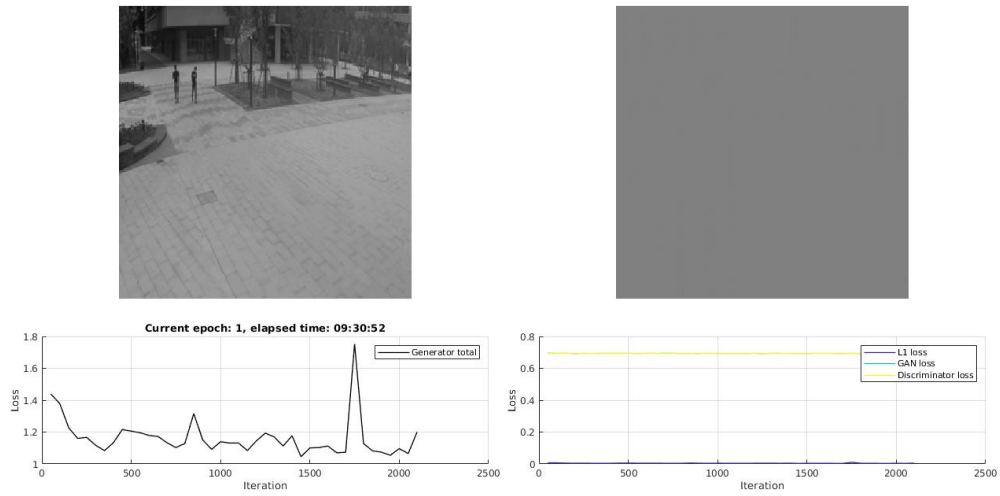 Current epoch: 1, elapsed time: 09:30:52
1.8
1.6
1.4
1.2
1
Loss
0
500
1000
1500
2000
2500
Iteration
Generator total
0.8
0.6
0.4
0.2
0
Loss
0
500
1000
1500
2000
2500
Iteration
L1 loss
GAN loss
Discriminator loss